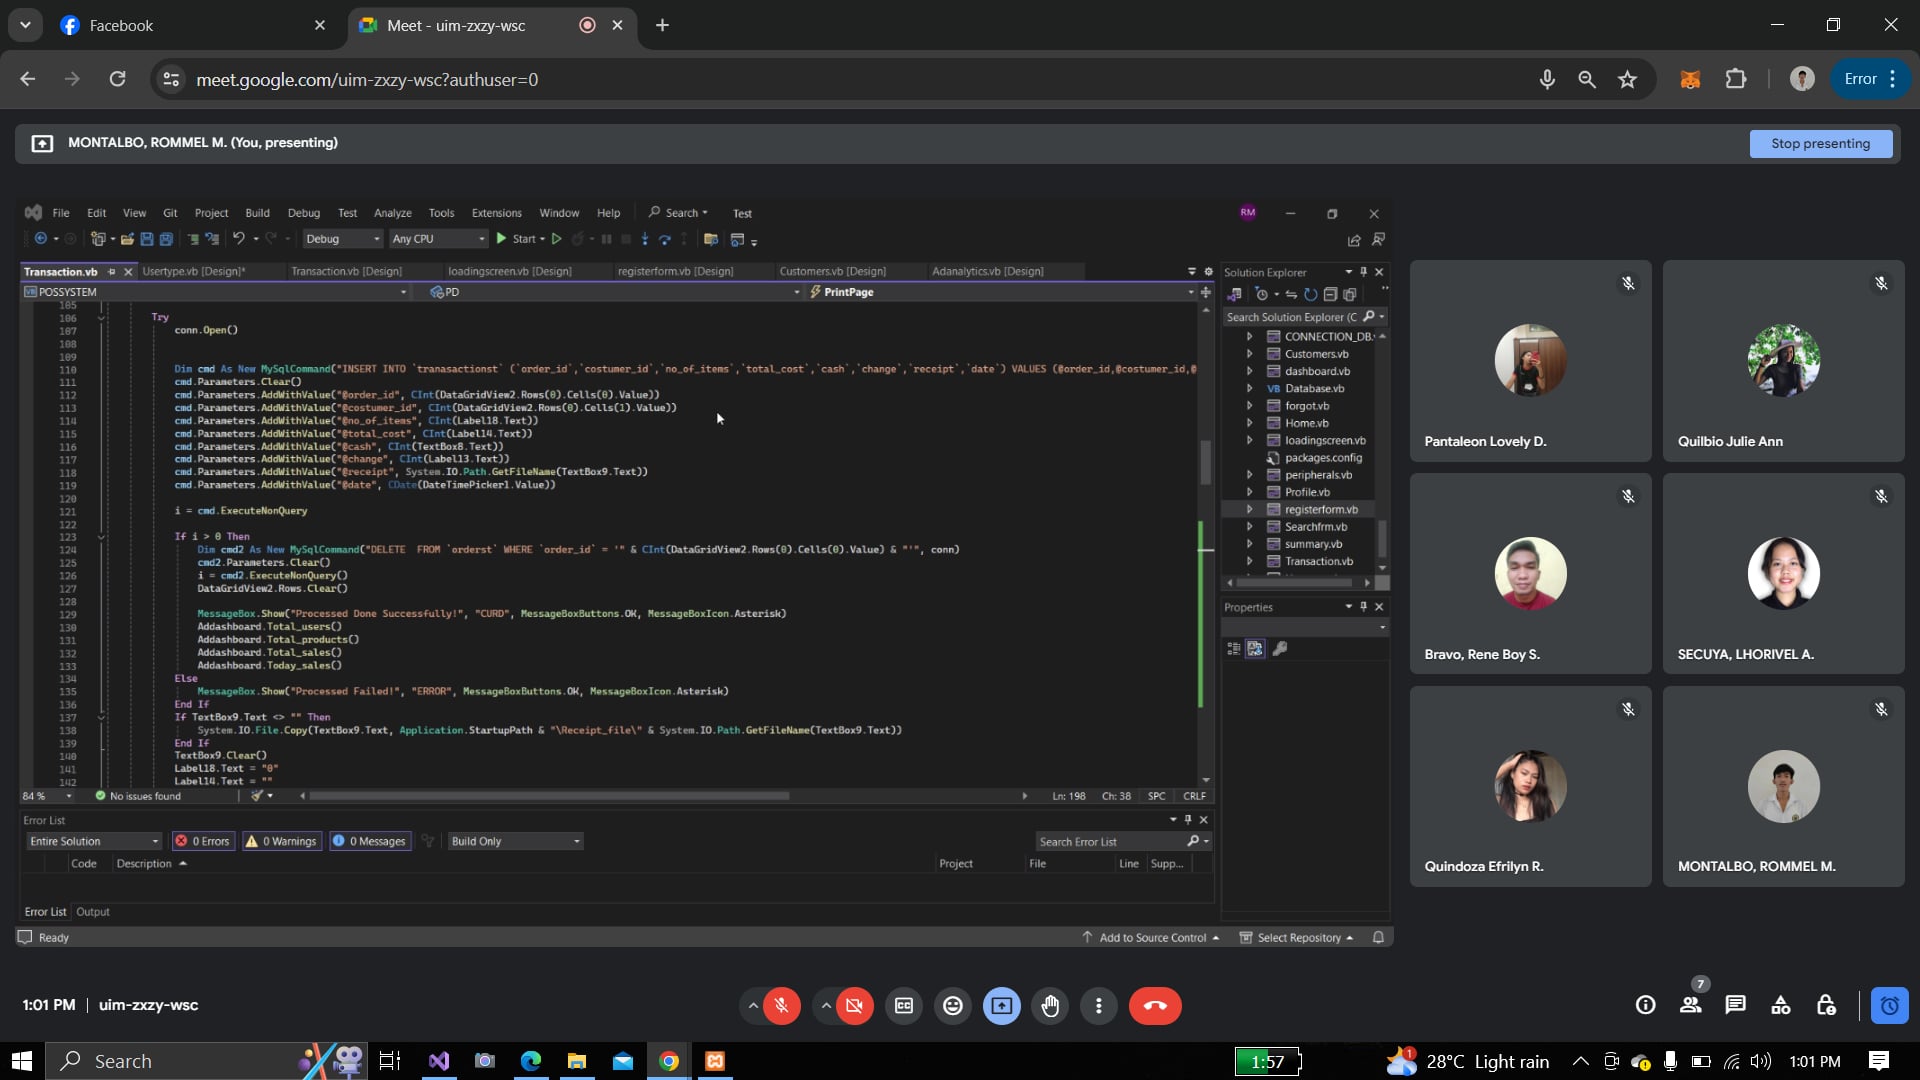 Facebook
Meet - uim-zxzy-wsc
meet.google.com/uim-zxzy-wsc?authuser=0
Error
MONTALBO, ROMMEL M. (You, presenting)
Stop presenting
File Edit View Git Project Build Debug Test Analyze Tools Extensions Window Help Search Test
RM
Debug Any CPU Start
Transaction.vb Usertype.vb [Design]* Transaction.vb [Design] loadingscreen.vb [Design] registerform.vb [Design] Customers.vb [Design] Adanalytics.vb [Design]
VB POSSYSTEM PD PrintPage
105
106 Try
107 conn.Open()
108
109
110 Dim cmd As New MySqlCommand("INSERT INTO `tranasactionst` (`order_id`,`costumer_id`,`no_of_items`,`total_cost`,`cash`,`change`,`receipt`,`date`) VALUES (@order_id,@costumer_id,@
111 cmd.Parameters.Clear()
112 cmd.Parameters.AddWithValue("@order_id", CInt(DataGridView2.Rows(0).Cells(0).Value))
113 cmd.Parameters.AddWithValue("@costumer_id", CInt(DataGridView2.Rows(0).Cells(1).Value))
114 cmd.Parameters.AddWithValue("@no_of_items", CInt(Label18.Text))
115 cmd.Parameters.AddWithValue("@total_cost", CInt(Label14.Text))
116 cmd.Parameters.AddWithValue("@cash", CInt(TextBox8.Text))
117 cmd.Parameters.AddWithValue("@change", CInt(Label13.Text))
118 cmd.Parameters.AddWithValue("@receipt", System.IO.Path.GetFileName(TextBox9.Text))
119 cmd.Parameters.AddWithValue("@date", CDate(DateTimePicker1.Value))
120
121 i = cmd.ExecuteNonQuery
122
123 If i > 0 Then
124 Dim cmd2 As New MySqlCommand("DELETE FROM `orderst` WHERE `order_id` = '" & CInt(DataGridView2.Rows(0).Cells(0).Value) & "'", conn)
125 cmd2.Parameters.Clear()
126 i = cmd2.ExecuteNonQuery()
127 DataGridView2.Rows.Clear()
128
129 MessageBox.Show("Processed Done Successfully!", "CURD", MessageBoxButtons.OK, MessageBoxIcon.Asterisk)
130 Addashboard.Total_users()
131 Addashboard.Total_products()
132 Addashboard.Total_sales()
133 Addashboard.Today_sales()
134 Else
135 MessageBox.Show("Processed Failed!", "ERROR", MessageBoxButtons.OK, MessageBoxIcon.Asterisk)
136 End If
137 If TextBox9.Text <> "" Then
138 System.IO.File.Copy(TextBox9.Text, Application.StartupPath & "\Receipt_file\" & System.IO.Path.GetFileName(TextBox9.Text))
139 End If
140 TextBox9.Clear()
141 Label18.Text = "0"
142 Label14.Text = ""
84 % No issues found Ln: 198 Ch: 38 SPC CRLF
Error List
Entire Solution 0 Errors 0 Warnings 0 Messages Build Only Search Error List
Code Description Project File Line Supp...
Error List Output
Ready Add to Source Control Select Repository
Solution Explorer
Search Solution Explorer (C
CONNECTION_DB.
Customers.vb
dashboard.vb
VB Database.vb
forgot.vb
Home.vb
loadingscreen.vb
packages.config
peripherals.vb
Profile.vb
registerform.vb
Searchfrm.vb
summary.vb
Transaction.vb
Properties
Pantaleon Lovely D.
Quilbio Julie Ann
Bravo, Rene Boy S.
SECUYA, LHORIVEL A.
Quindoza Efrilyn R.
MONTALBO, ROMMEL M.
1:01 PM | uim-zxzy-wsc
CC
7
Search
1:57
1
28°C Light rain
1:01 PM